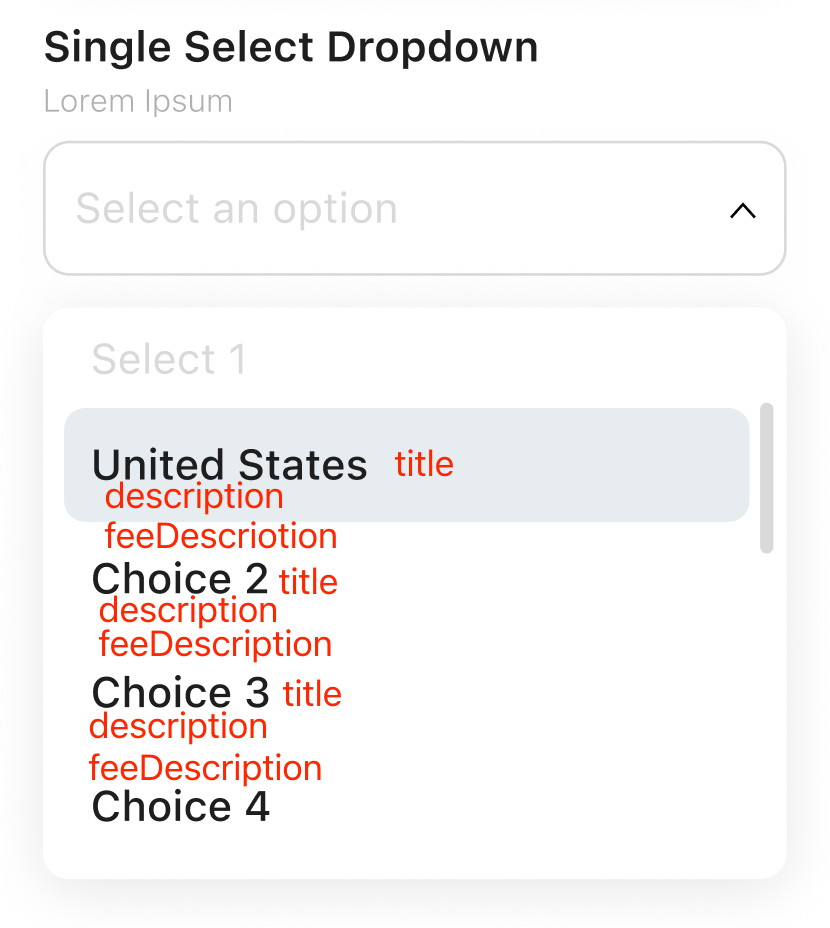 Single Select Dropdown
Lorem Ipsum
Select an option
Select 1
United States title
description
feeDescriotion
Choice 2 title
description
feeDescription
Choice 3 title
description
feeDescription
Choice 4